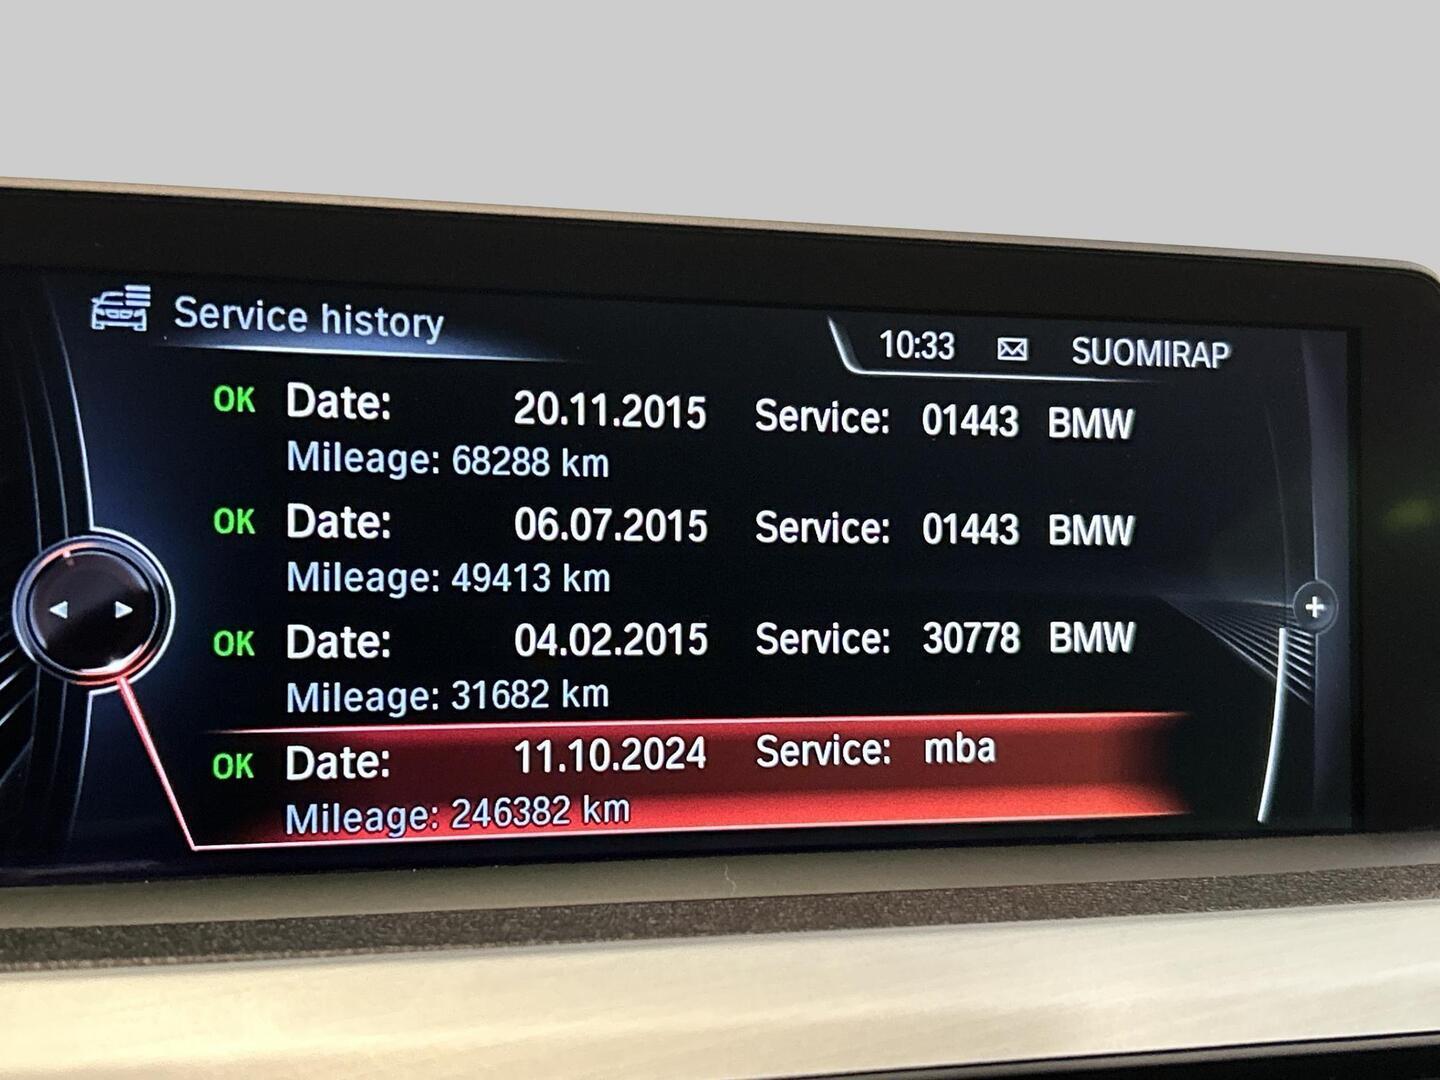 Service history
10:33 SUOMIRAP
OK Date: 20.11.2015 Service: 01443 BMW
Mileage: 68288 km
OK Date: 06.07.2015 Service: 01443 BMW
Mileage: 49413 km
OK Date: 04.02.2015 Service: 30778 BMW
Mileage: 31682 km
OK Date: 11.10.2024 Service: mba
Mileage: 246382 km